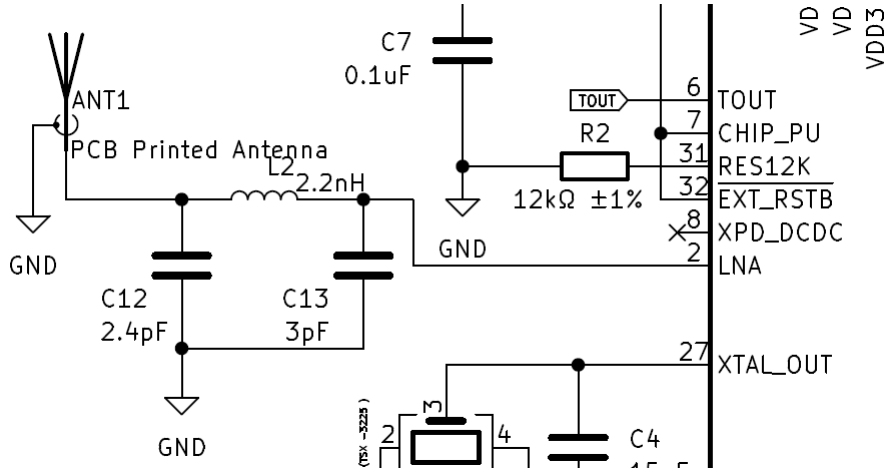 VD
VD
VDD3
C7
0.1uF
ANT1
PCB Printed Antenna
L2
2.2nH
TOUT
6
TOUT
7
CHIP_PU
R2
31
RES12K
12kΩ ±1%
32
EXT_RSTB
8
XPD_DCDC
2
LNA
GND
GND
C12
2.4pF
C13
3pF
27
XTAL_OUT
GND
(TSX-3225)
3
2
4
C4